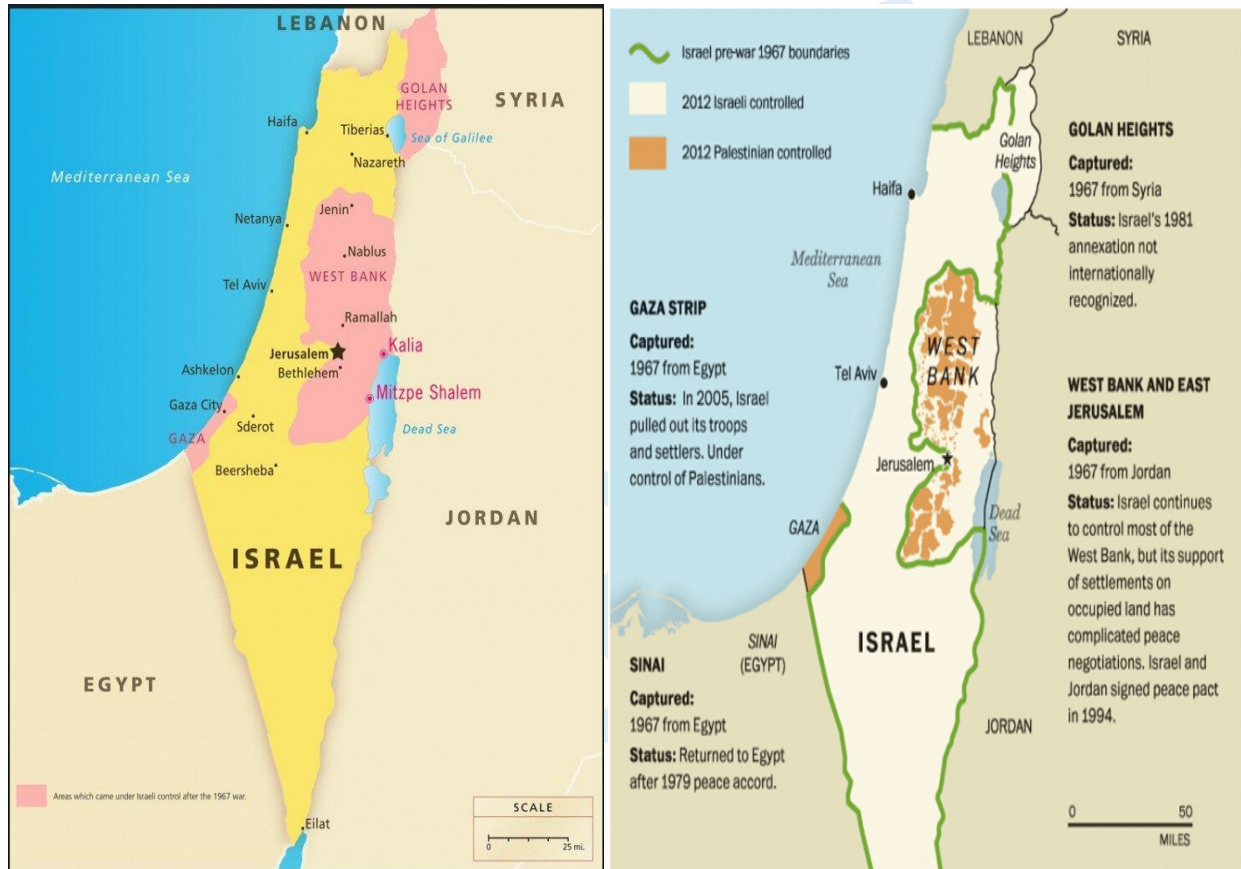 LEBANON
GOLAN
HEIGHTS
SYRIA
Haifa
Tiberias
Sea of Galilee
Nazareth
Mediterranean Sea
Jenin
Netanya
Nablus
WEST BANK
Tel Aviv
Ramallah
Jerusalem
Kalia
Bethlehem
Ashkelon
Mitzpe Shalem
Gaza City
Sderot
Dead Sea
GAZA
Beersheba
JORDAN
ISRAEL
EGYPT
Areas which came under Israeli control after the 1967 war.
SCALE
0 25 mi.
Eilat
Israel pre-war 1967 boundaries
2012 Israeli controlled
2012 Palestinian controlled
LEBANON
SYRIA
Golan
Heights
Haifa
Mediterranean
Sea
WEST
BANK
Tel Aviv
Jerusalem
Dead
Sea
GAZA
ISRAEL
SINAI
(EGYPT)
JORDAN
GOLAN HEIGHTS
Captured:
1967 from Syria
Status: Israel's 1981
annexation not
internationally
recognized.
GAZA STRIP
Captured:
1967 from Egypt
Status: In 2005, Israel
pulled out its troops
and settlers. Under
control of Palestinians.
WEST BANK AND EAST
JERUSALEM
Captured:
1967 from Jordan
Status: Israel continues
to control most of the
West Bank, but its support
of settlements on
occupied land has
complicated peace
negotiations. Israel and
Jordan signed peace pact
in 1994.
SINAI
Captured:
1967 from Egypt
Status: Returned to Egypt
after 1979 peace accord.
0 50
MILES